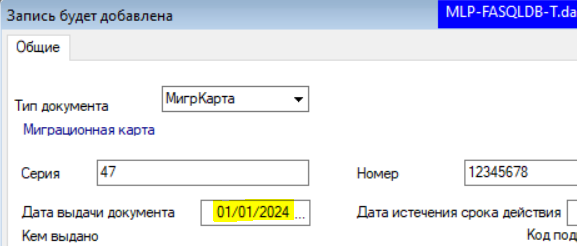 Запись будет добавлена
MLP-FASQLDB-T.da
Общие
Тип документа МигрКарта
Миграционная карта
Серия 47 Номер 12345678
Дата выдачи документа 01/01/2024 ... Дата истечения срока действия
Кем выдано Код под